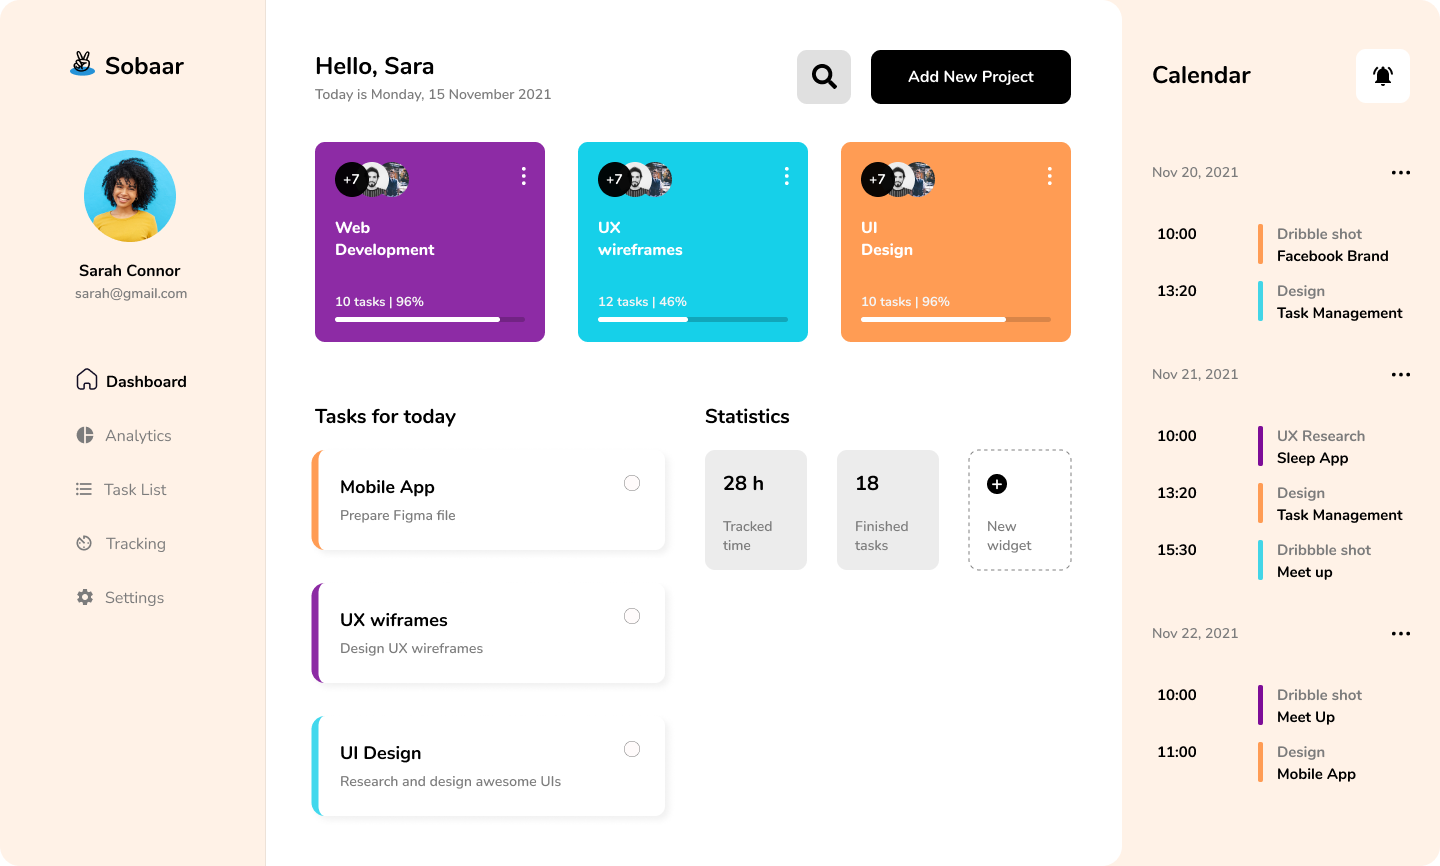 Sobaar
Sarah Connor
sarah@gmail.com
Dashboard
Analytics
Task List
Tracking
Settings
Hello, Sara
Today is Monday, 15 November 2021
Add New Project
+7
Web
Development
10 tasks | 96%
+7
UX
wireframes
12 tasks | 46%
+7
UI
Design
10 tasks | 96%
Tasks for today
Mobile App
Prepare Figma file
UX wiframes
Design UX wireframes
UI Design
Research and design awesome UIs
Statistics
28 h
Tracked
time
18
Finished
tasks
New
widget
Calendar
Nov 20, 2021
10:00
Dribble shot
Facebook Brand
13:20
Design
Task Management
Nov 21, 2021
10:00
UX Research
Sleep App
13:20
Design
Task Management
15:30
Dribbble shot
Meet up
Nov 22, 2021
10:00
Dribble shot
Meet Up
11:00
Design
Mobile App